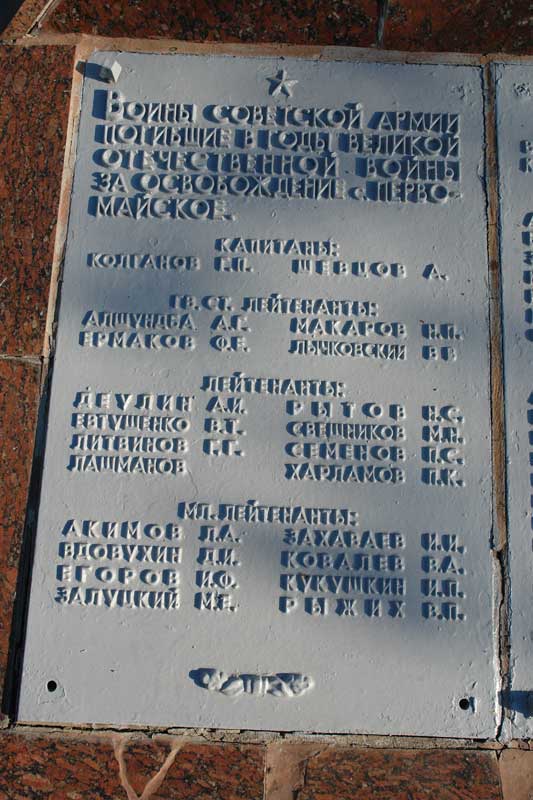 Воины советской армии
погибшие в годы великой
отечественной войны
за освобождение с. Перво-
майское.
Капитаны:
Колганов Г.П. Шевцов А.
Гв. ст. лейтенанты:
Апшундба А.Г. Макаров Н.П.
Ермаков Ф.Е. Лычковский В В
Лейтенанты:
Деулин А.И. Рытов Н.С.
Евтушенко В.Т. Свешников М.Н.
Литвинов Г.Г. Семенов П.С.
Лашманов Харламов П.К.
Мл. лейтенанты:
Акимов Л.А. Захаваев И.И.
Вдовухин Д.И. Ковалев В.А.
Егоров И.Ф. Кукушкин И.П.
Залуцкий М.Е. Рыжих В.П.